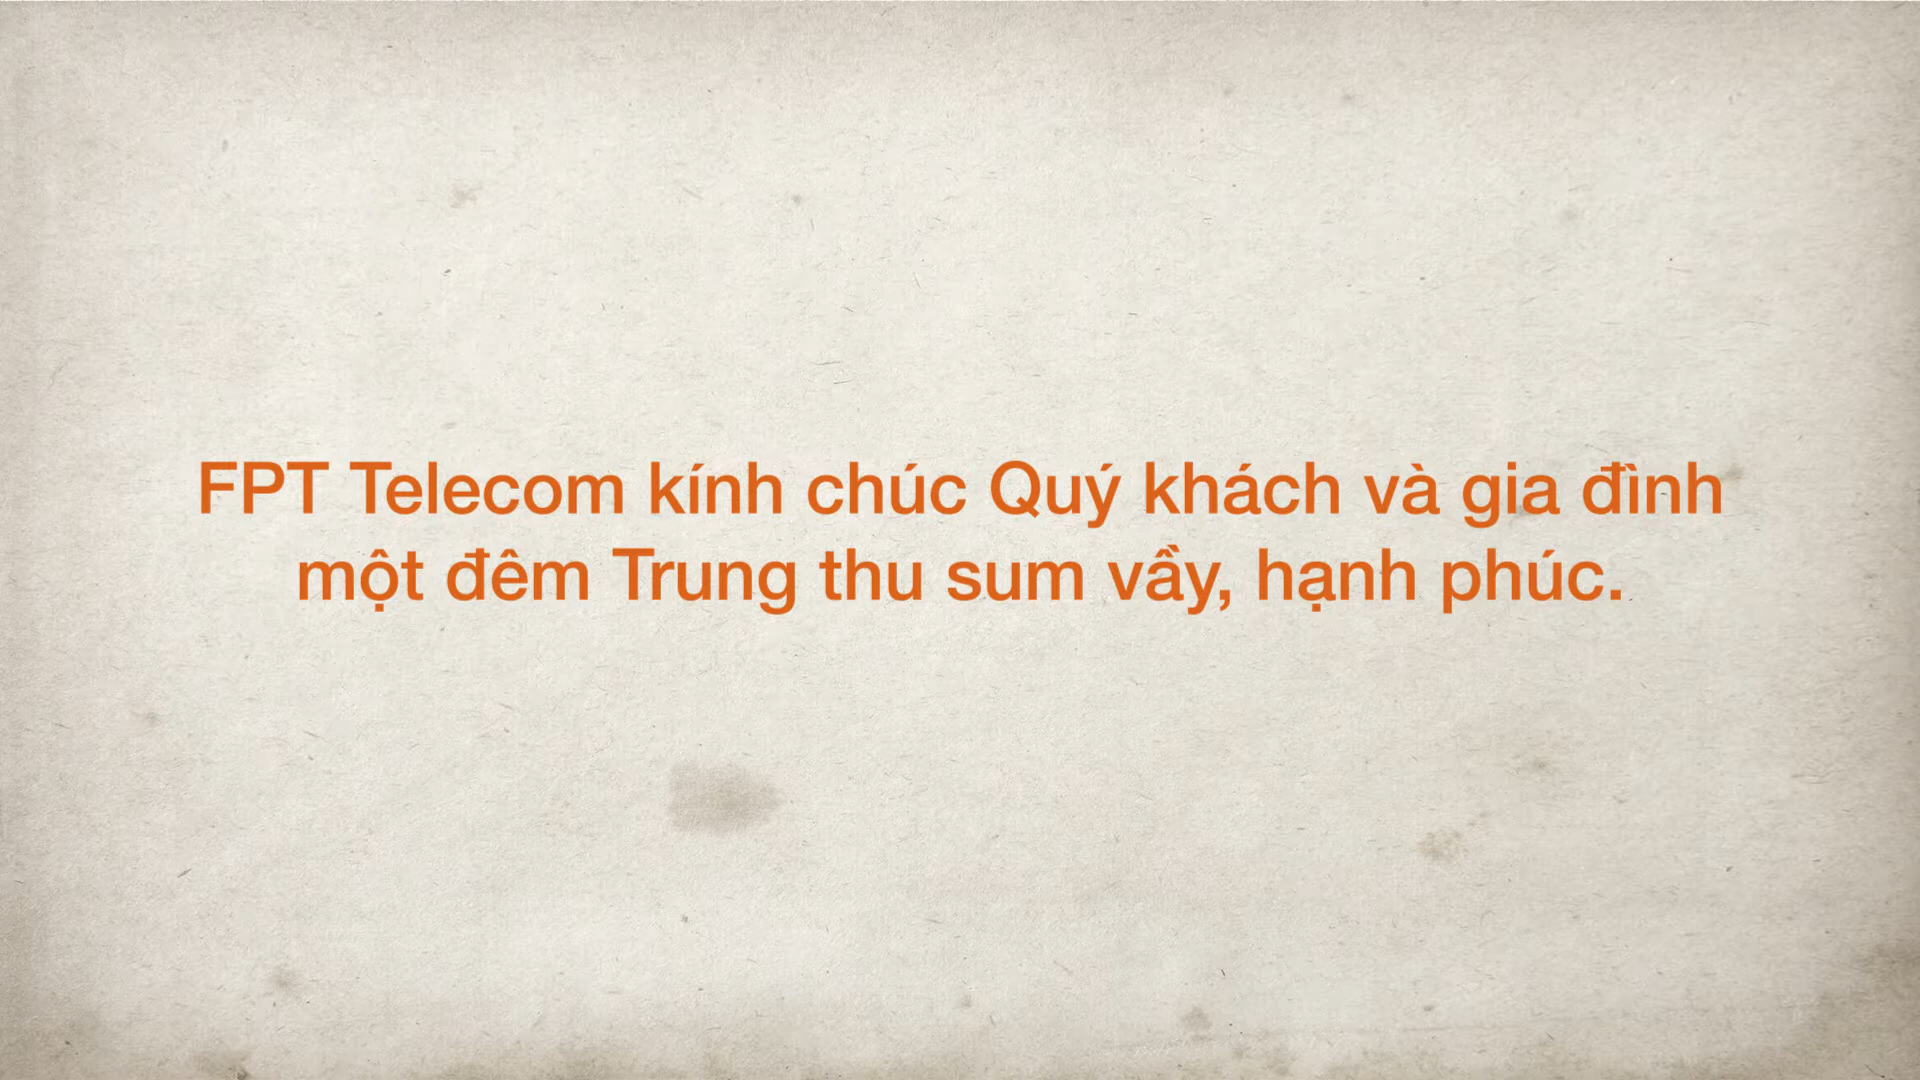 FPT Telecom kính chúc Quý khách và gia đình
một đêm Trung thu sum vầy, hạnh phúc.